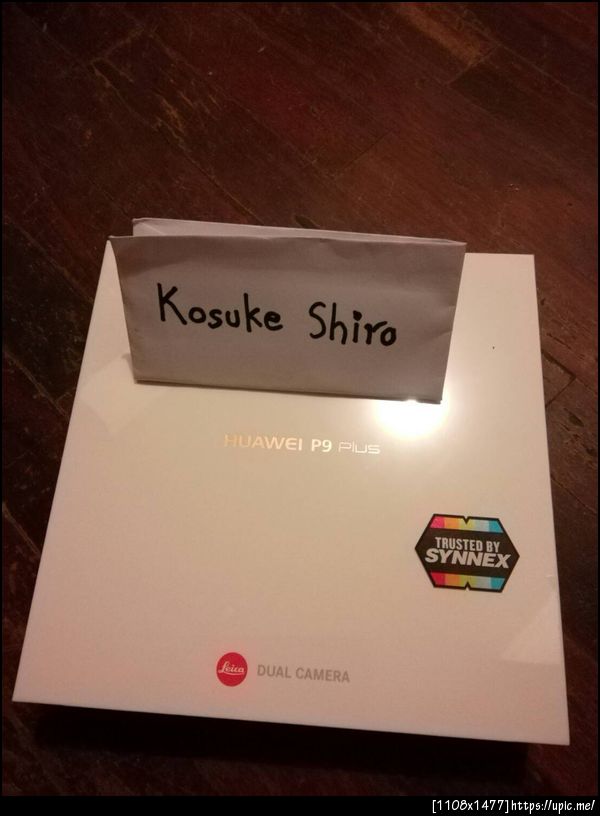 Kosuke Shiro
HUAWEI P9 Plus
TRUSTED BY
SYNNEX
Leica DUAL CAMERA
[1108x1477]https://upic.me/